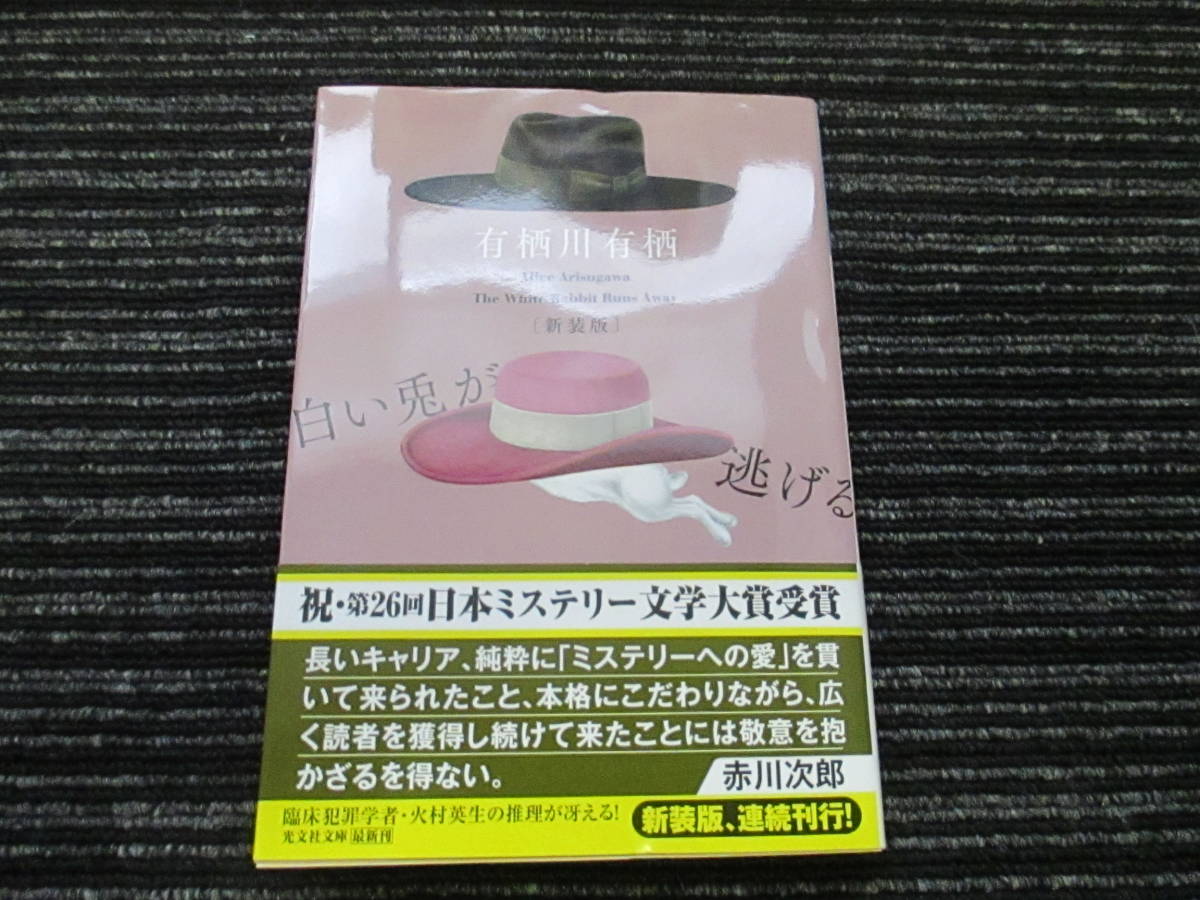 有栖川有栖
Alice Arisugawa
The White Rabbit Runs Away
[新装版]
白い兎が
逃げる
祝・第26回日本ミステリー文学大賞受賞
長いキャリア、純粋に「ミステリーへの愛」を貫
いて来られたこと、本格にこだわりながら、広
く読者を獲得し続けて来たことには敬意を抱
かざるを得ない。
赤川次郎
臨床犯罪学者・火村英生の推理が冴える!
光文社文庫 最新刊
新装版、連続刊行!